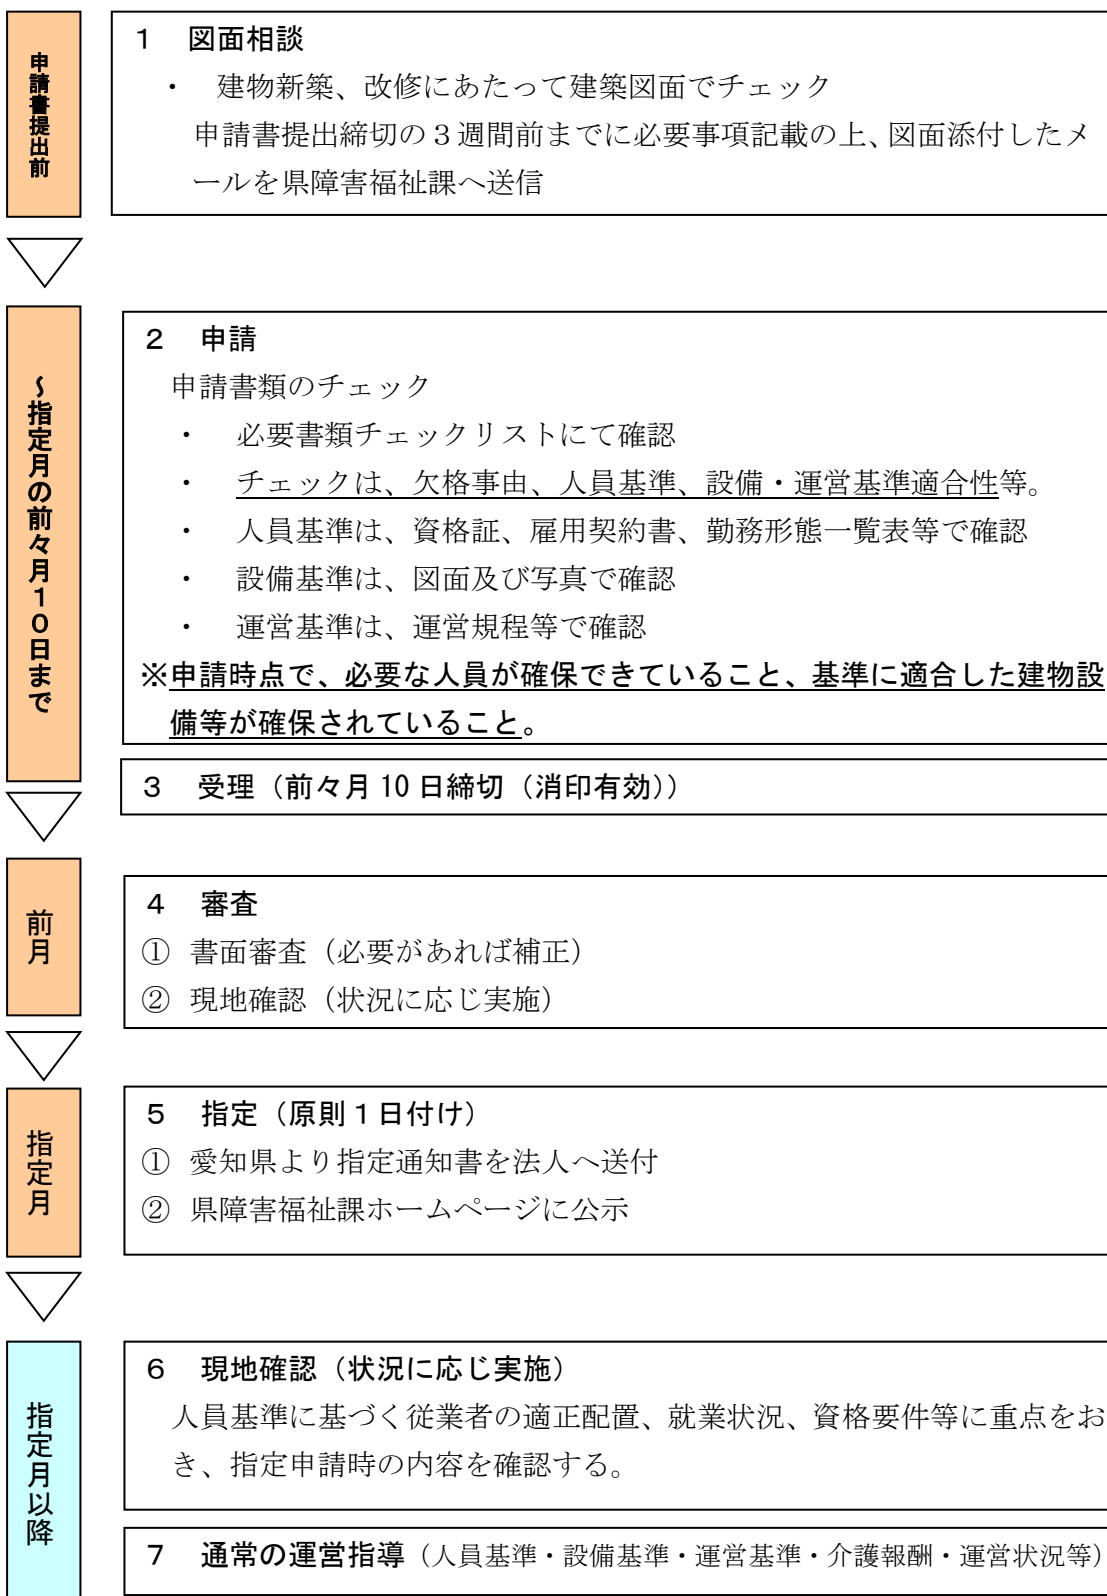 申請書提出前
１　図面相談
・　建物新築、改修にあたって建築図面でチェック
申請書提出締切の３週間前までに必要事項記載の上、図面添付したメ
ールを県障害福祉課へ送信
～指定月の前々月１０日まで
２　申請
申請書類のチェック
・　必要書類チェックリストにて確認
・　チェックは、欠格事由、人員基準、設備・運営基準適合性等。
・　人員基準は、資格証、雇用契約書、勤務形態一覧表等で確認
・　設備基準は、図面及び写真で確認
・　運営基準は、運営規程等で確認
※申請時点で、必要な人員が確保できていること、基準に適合した建物設
備等が確保されていること。
３　受理（前々月 10 日締切（消印有効））
前月
４　審査
① 書面審査（必要があれば補正）
② 現地確認（状況に応じ実施）
指定月
５　指定（原則１日付け）
① 愛知県より指定通知書を法人へ送付
② 県障害福祉課ホームページに公示
指定月以降
６　現地確認（状況に応じ実施）
人員基準に基づく従業者の適正配置、就業状況、資格要件等に重点をお
き、指定申請時の内容を確認する。
７　通常の運営指導（人員基準・設備基準・運営基準・介護報酬・運営状況等）